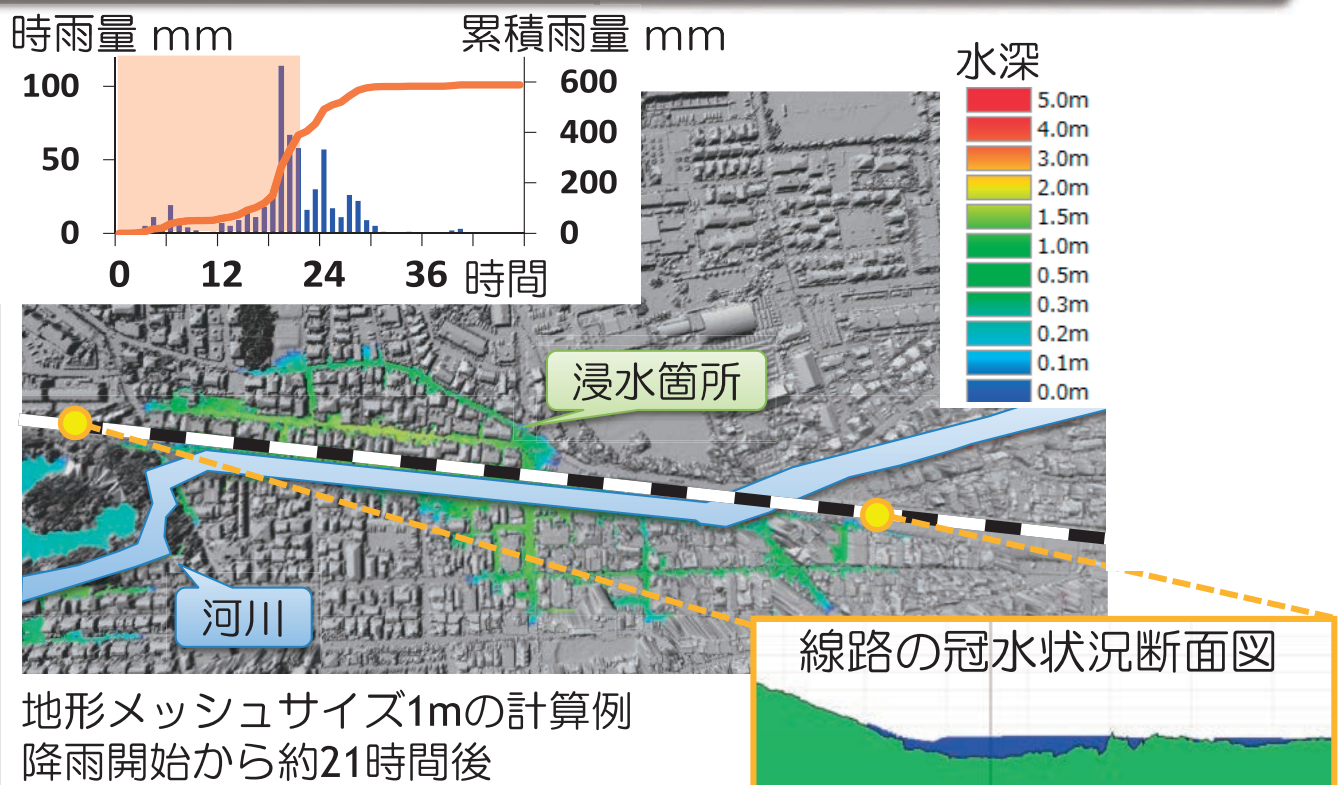 時雨量 mm
累積雨量 mm
100
50
0
600
400
200
0
0
12
24
36
時間
水深
5.0m
4.0m
3.0m
2.0m
1.5m
1.0m
0.5m
0.3m
0.2m
0.1m
0.0m
浸水箇所
河川
線路の冠水状況断面図
地形メッシュサイズ1mの計算例
降雨開始から約21時間後